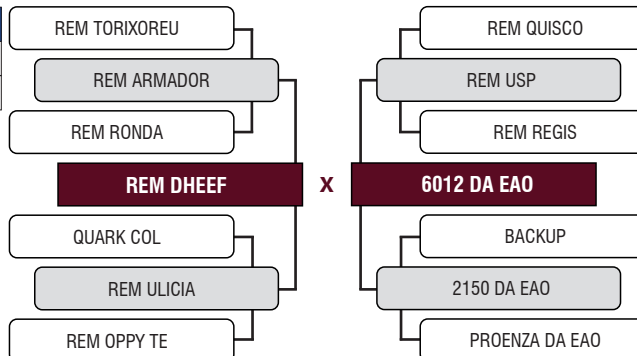 REM TORIXOREU
REM ARMADOR
REM RONDA
REM DHEEF
QUARK COL
REM ULICIA
REM OPPY TE
X
REM QUISCO
REM USP
REM REGIS
6012 DA EAO
BACKUP
2150 DA EAO
PROENZA DA EAO